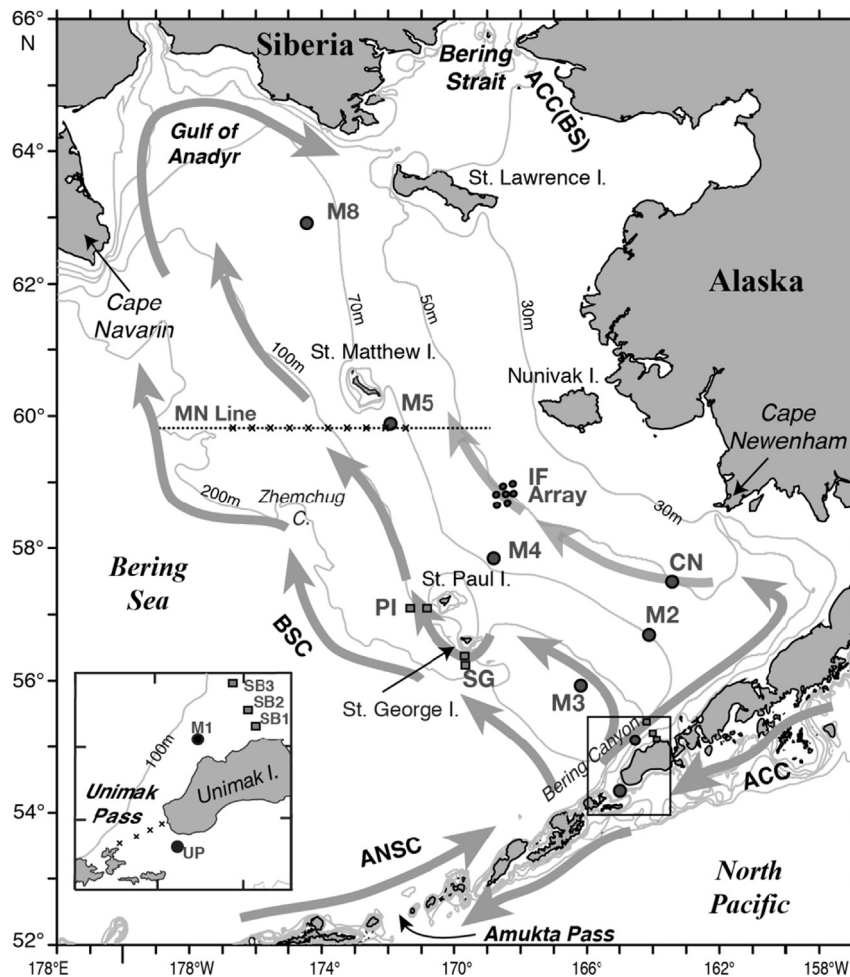 66°
N
64°
62°
60°
58°
56°
54°
52°
178°E
178°W
174°
170°
166°
162°
158°W
Siberia
Bering
Strait
ACC(BS)
Gulf of
Anadyr
St. Lawrence I.
M8
Alaska
Cape
Navarin
70m
50m
30m
100m
St. Matthew I.
Nunivak I.
MN Line
M5
Cape
Newenham
IF
Array
200m
Zhemchug
C.
30m
M4
CN
Bering
Sea
St. Paul I.
PI
M2
BSC
SG
M3
St. George I.
Bering Canyon
ACC
ANSC
North
Pacific
Amukta Pass
SB3
SB2
SB1
M1
100m
Unimak I.
Unimak
Pass
UP